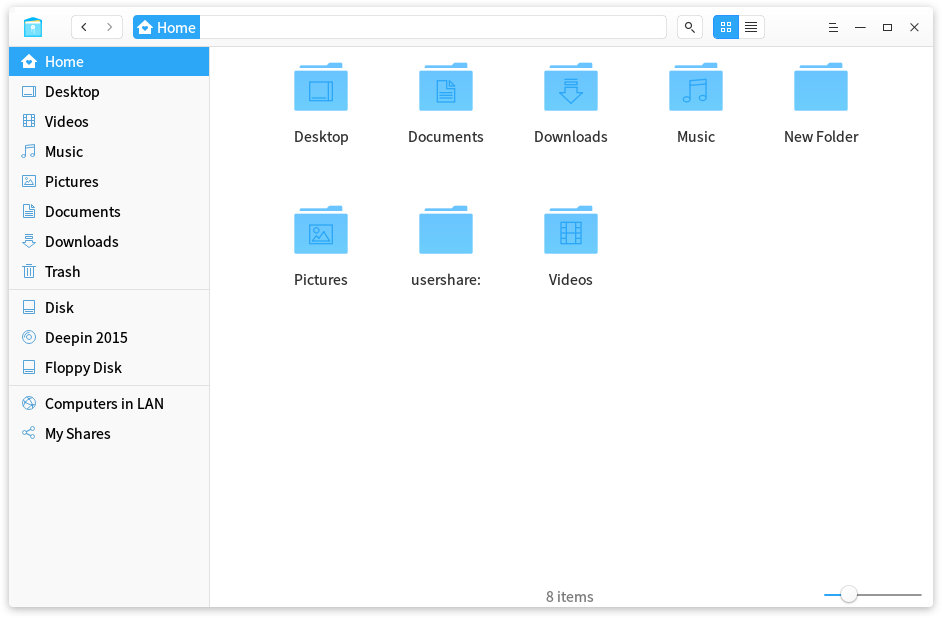 Home
Home
Desktop
Videos
Music
Pictures
Documents
Downloads
Trash
Disk
Deepin 2015
Floppy Disk
Computers in LAN
My Shares
Desktop Documents Downloads Music New Folder
Pictures usershare: Videos
8 items